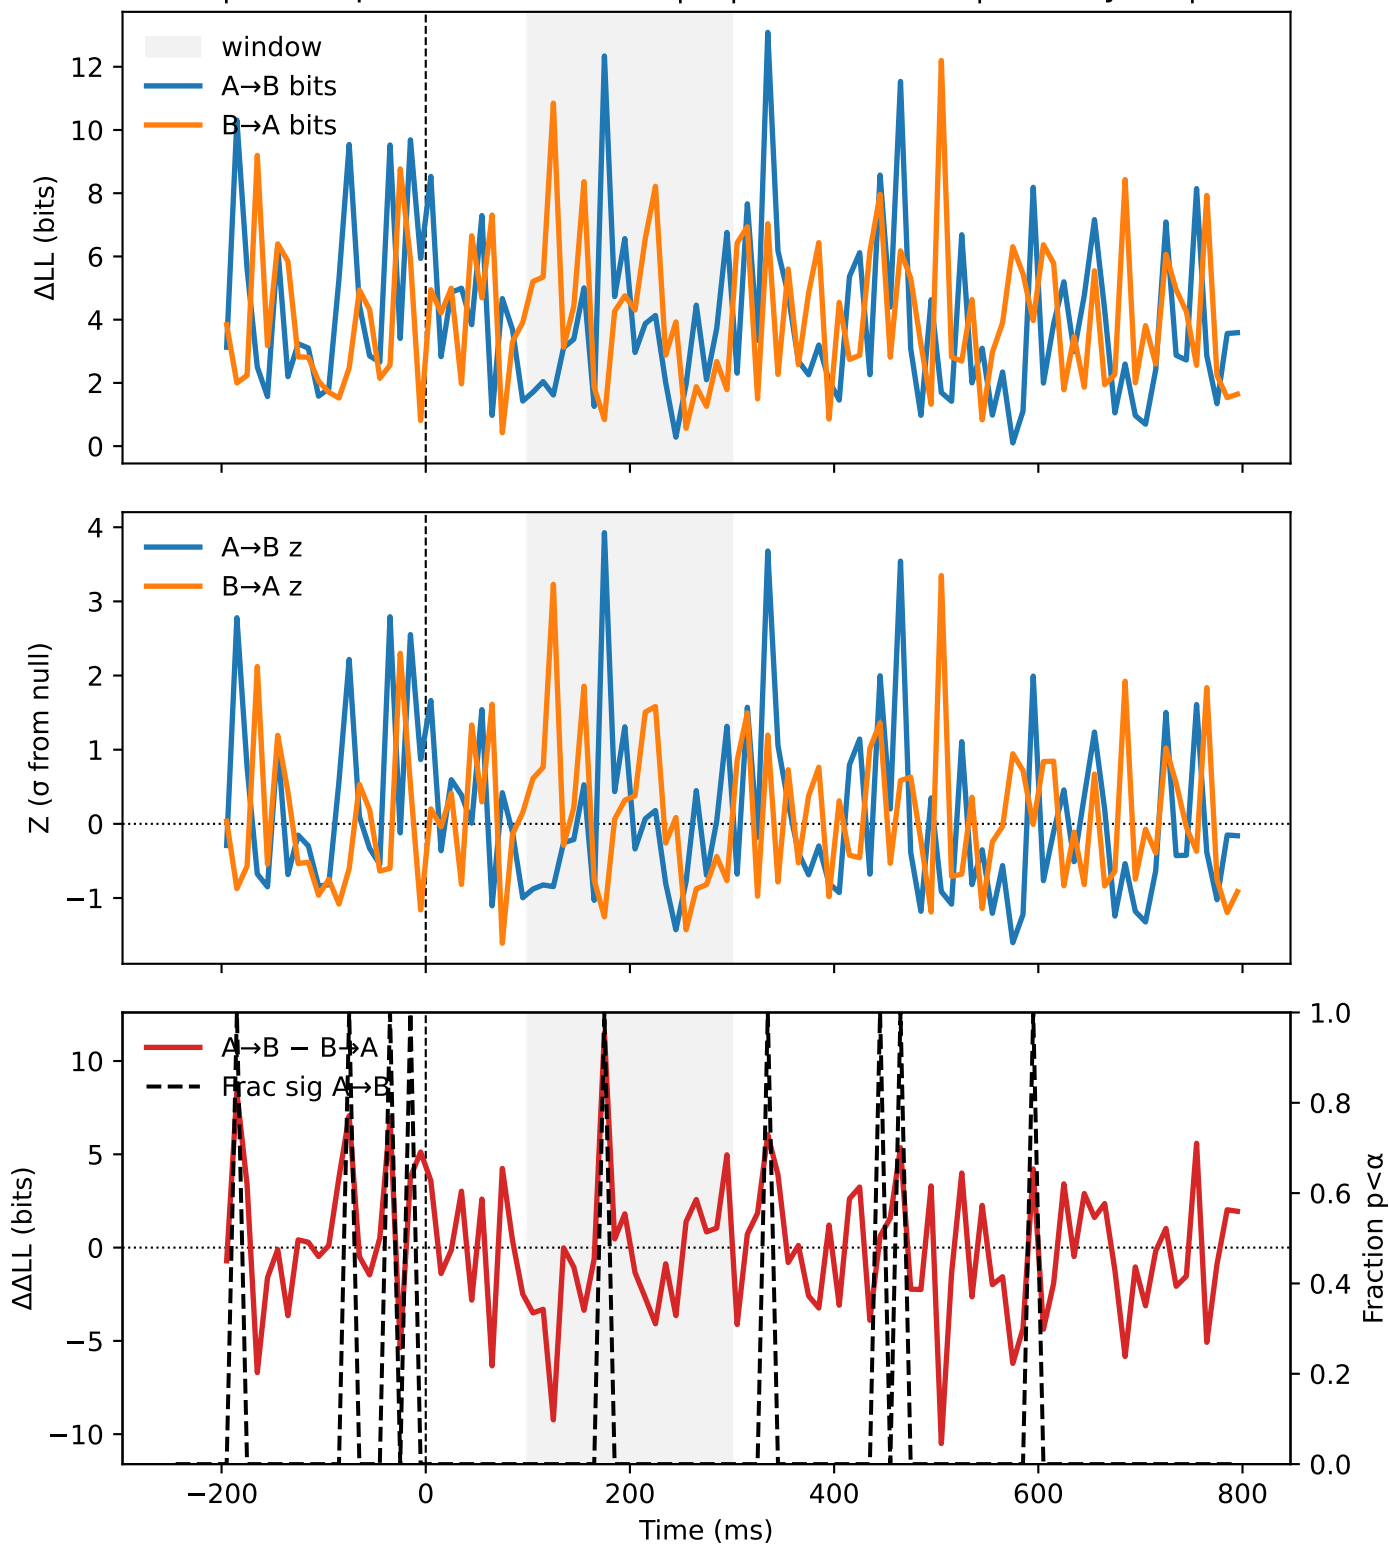 window
A→B bits
B→A bits
ΔLL (bits)
12
10
8
6
4
2
0
A→B z
B→A z
Z (σ from null)
4
3
2
1
0
−1
A→B − B→A
Frac sig A→B
ΔΔLL (bits)
10
5
0
−5
−10
1.0
0.8
0.6
0.4
0.2
0.0
Fraction p<α
−200
0
200
400
600
800
Time (ms)